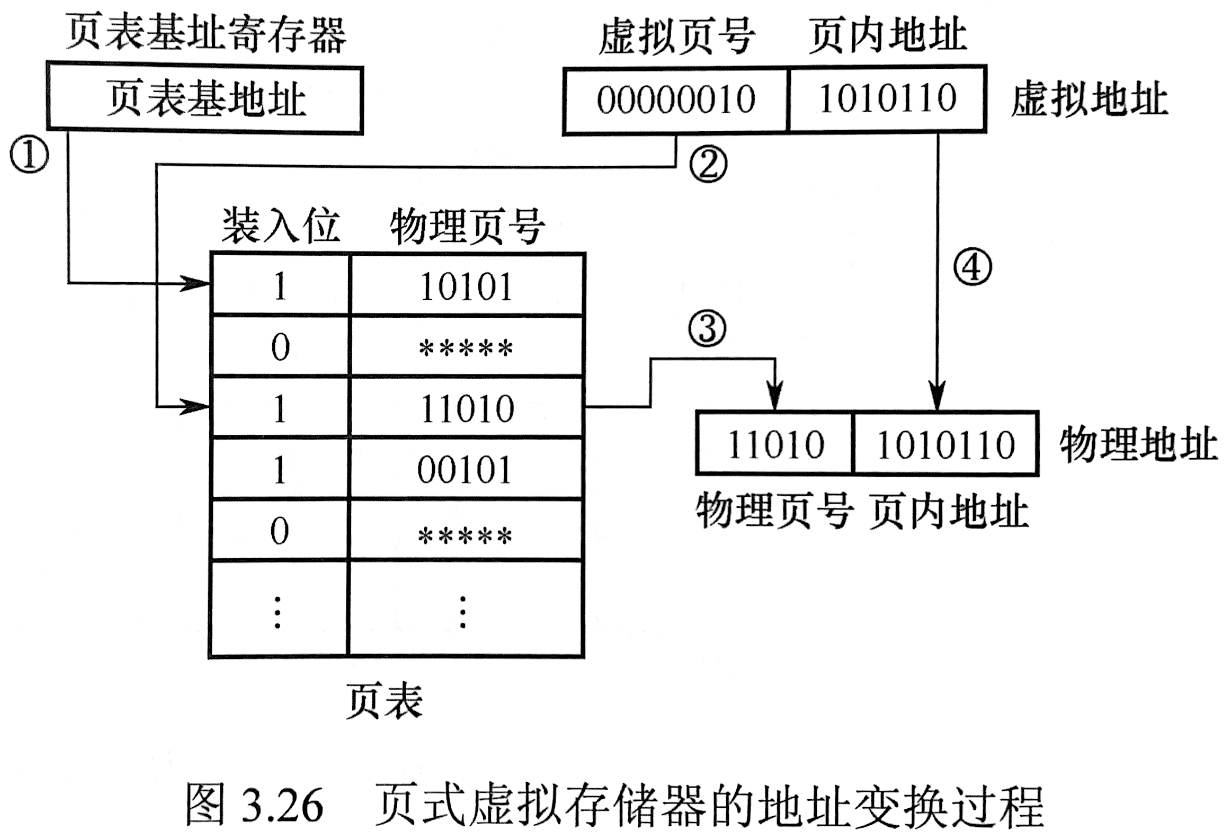 页表基址寄存器
页表基地址
虚拟页号 页内地址
00000010 1010110 虚拟地址
①
②
装入位 物理页号
1 10101
0 *****
1 11010
1 00101
0 *****
⋮ ⋮
页表
③
④
11010 1010110 物理地址
物理页号 页内地址
图 3.26 页式虚拟存储器的地址变换过程